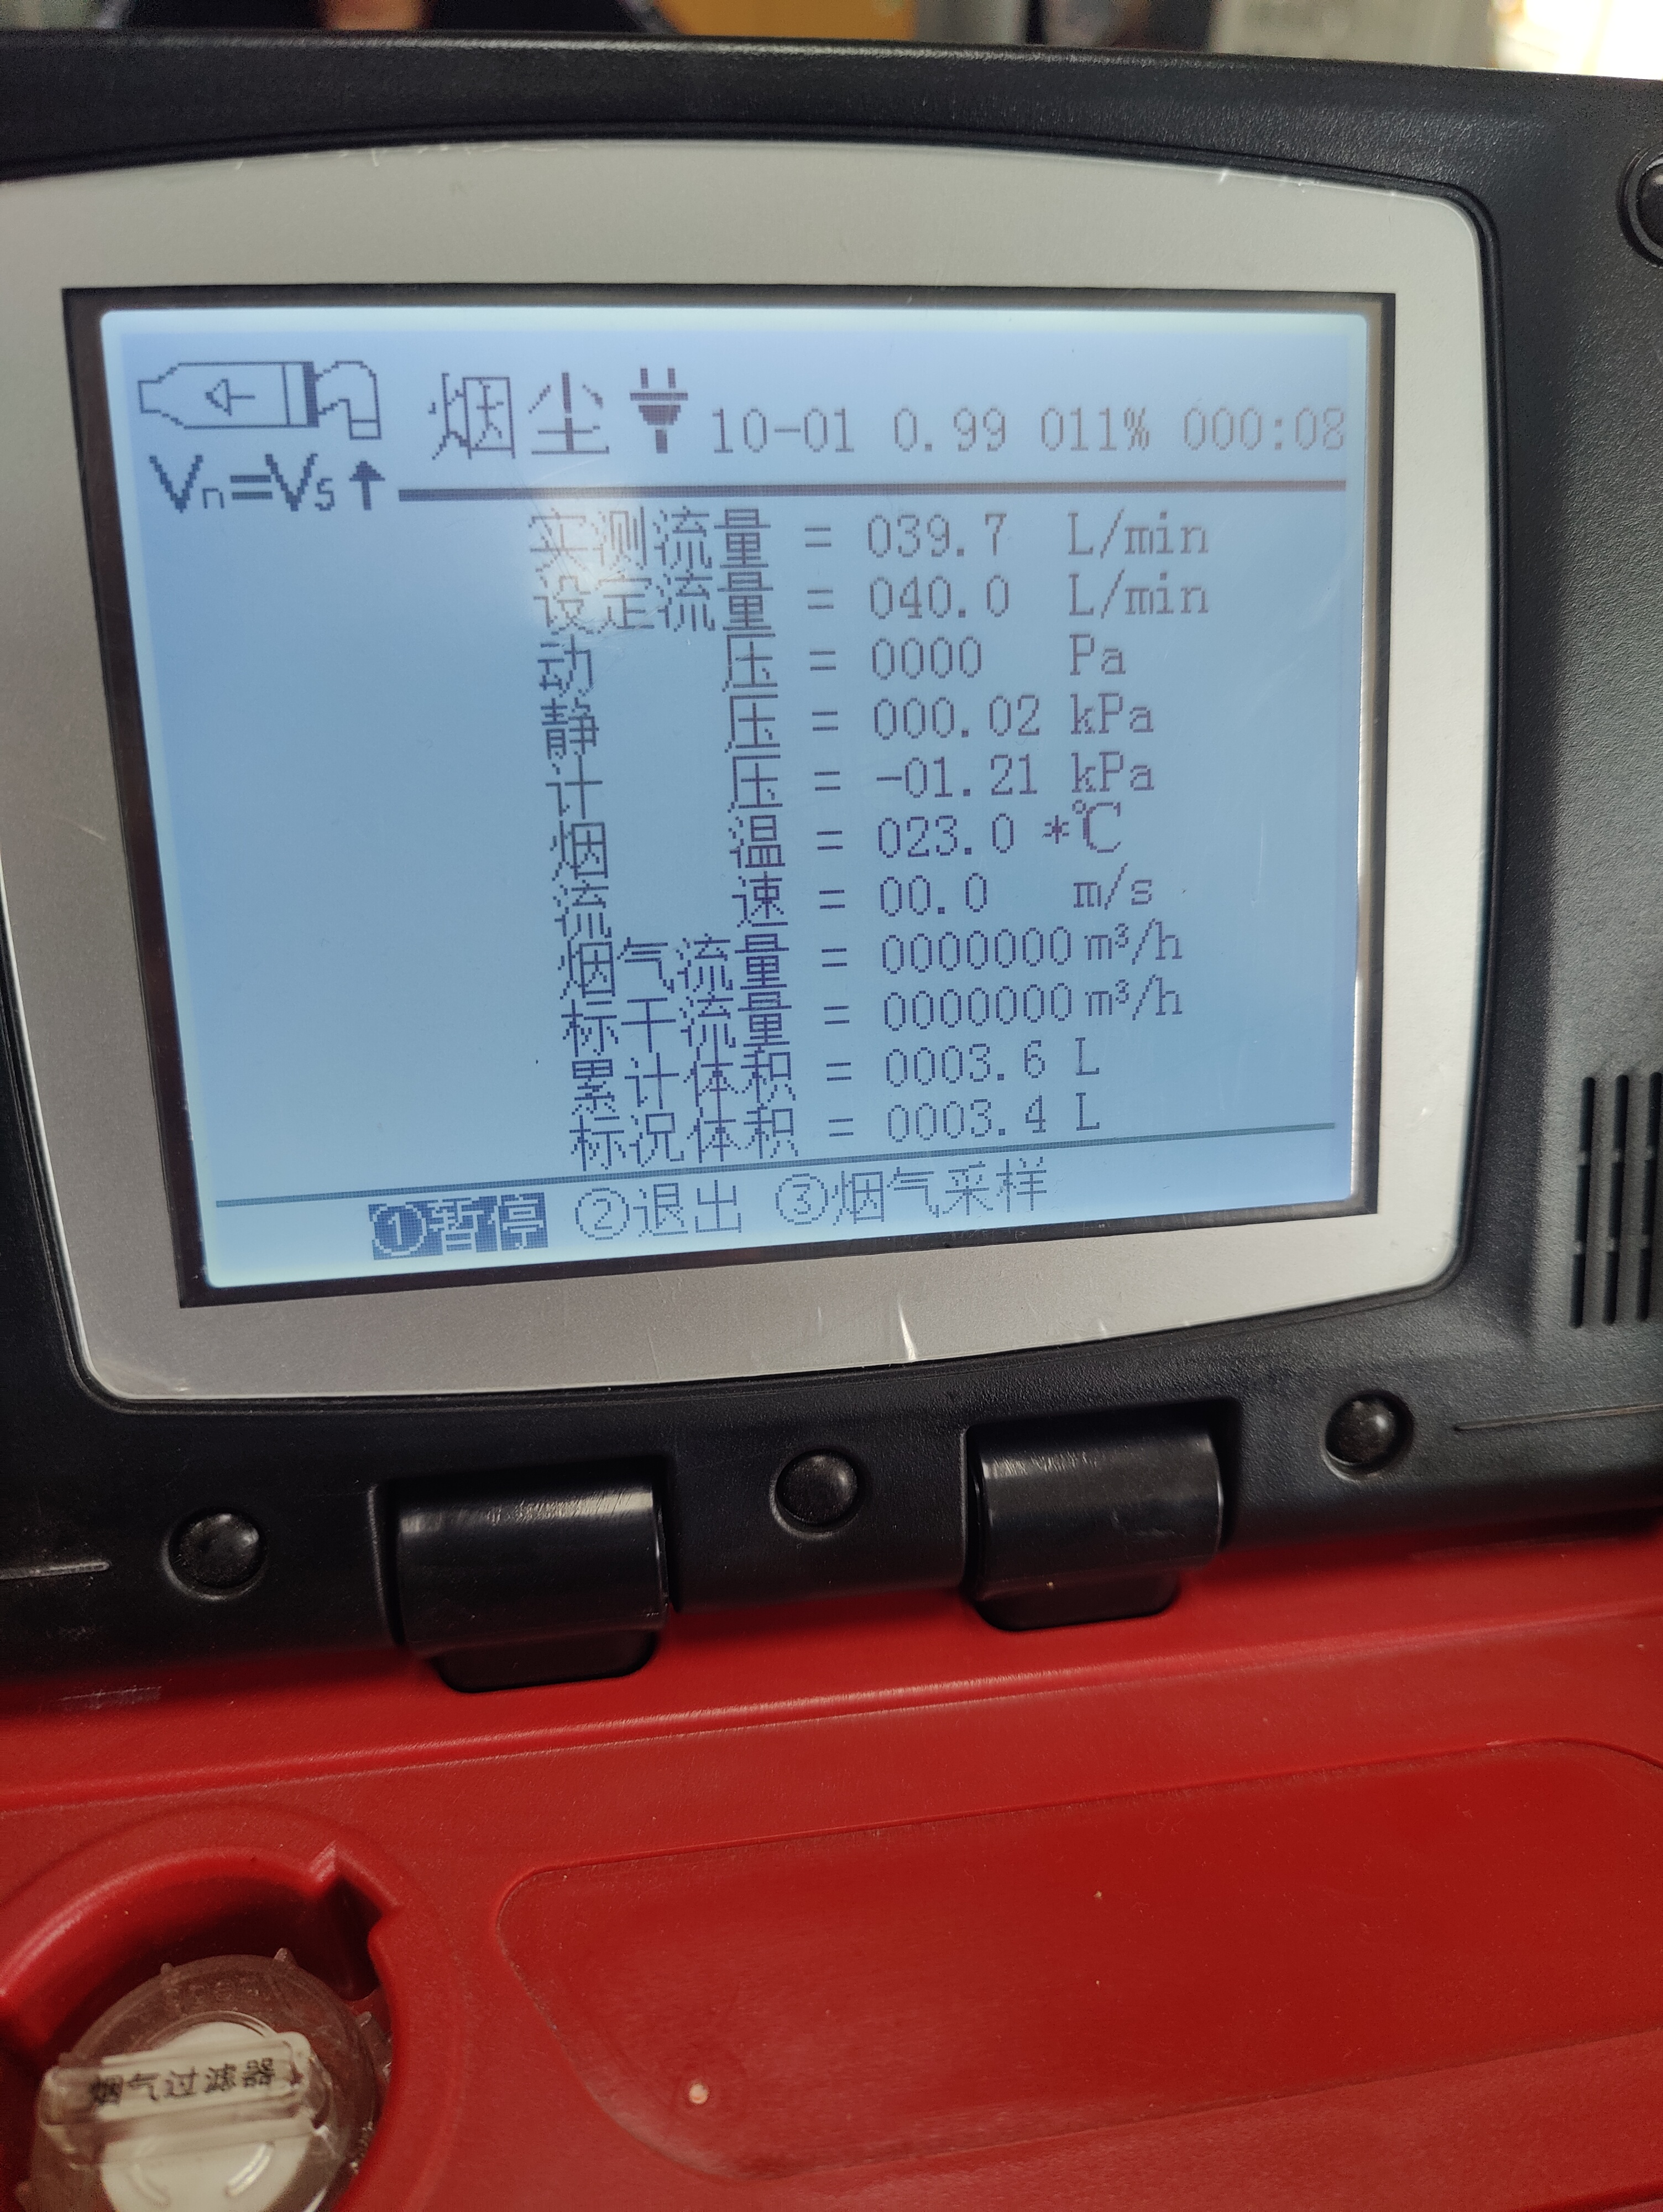 烟尘 10-01 0.99 011% 000:08
Vn=Vs↑
实测流量 = 039.7 L/min
设定流量 = 040.0 L/min
动压 = 0000 Pa
静压 = 000.02 kPa
计压 = -01.21 kPa
烟温 = 023.0 *℃
流速 = 00.0 m/s
烟气流量 = 0000000 m³/h
标干流量 = 0000000 m³/h
累计体积 = 0003.6 L
标况体积 = 0003.4 L
①暂停 ②退出 ③烟气采样
烟气过滤器